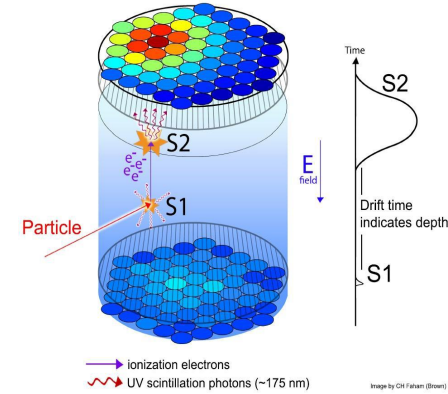 Time
S2
S2
e-
e-
e-
e-
e-
E
field
Drift time
indicates depth
S1
Particle
S1
ionization electrons
UV scintillation photons (~175 nm)
Image by CH Faham (Brown)